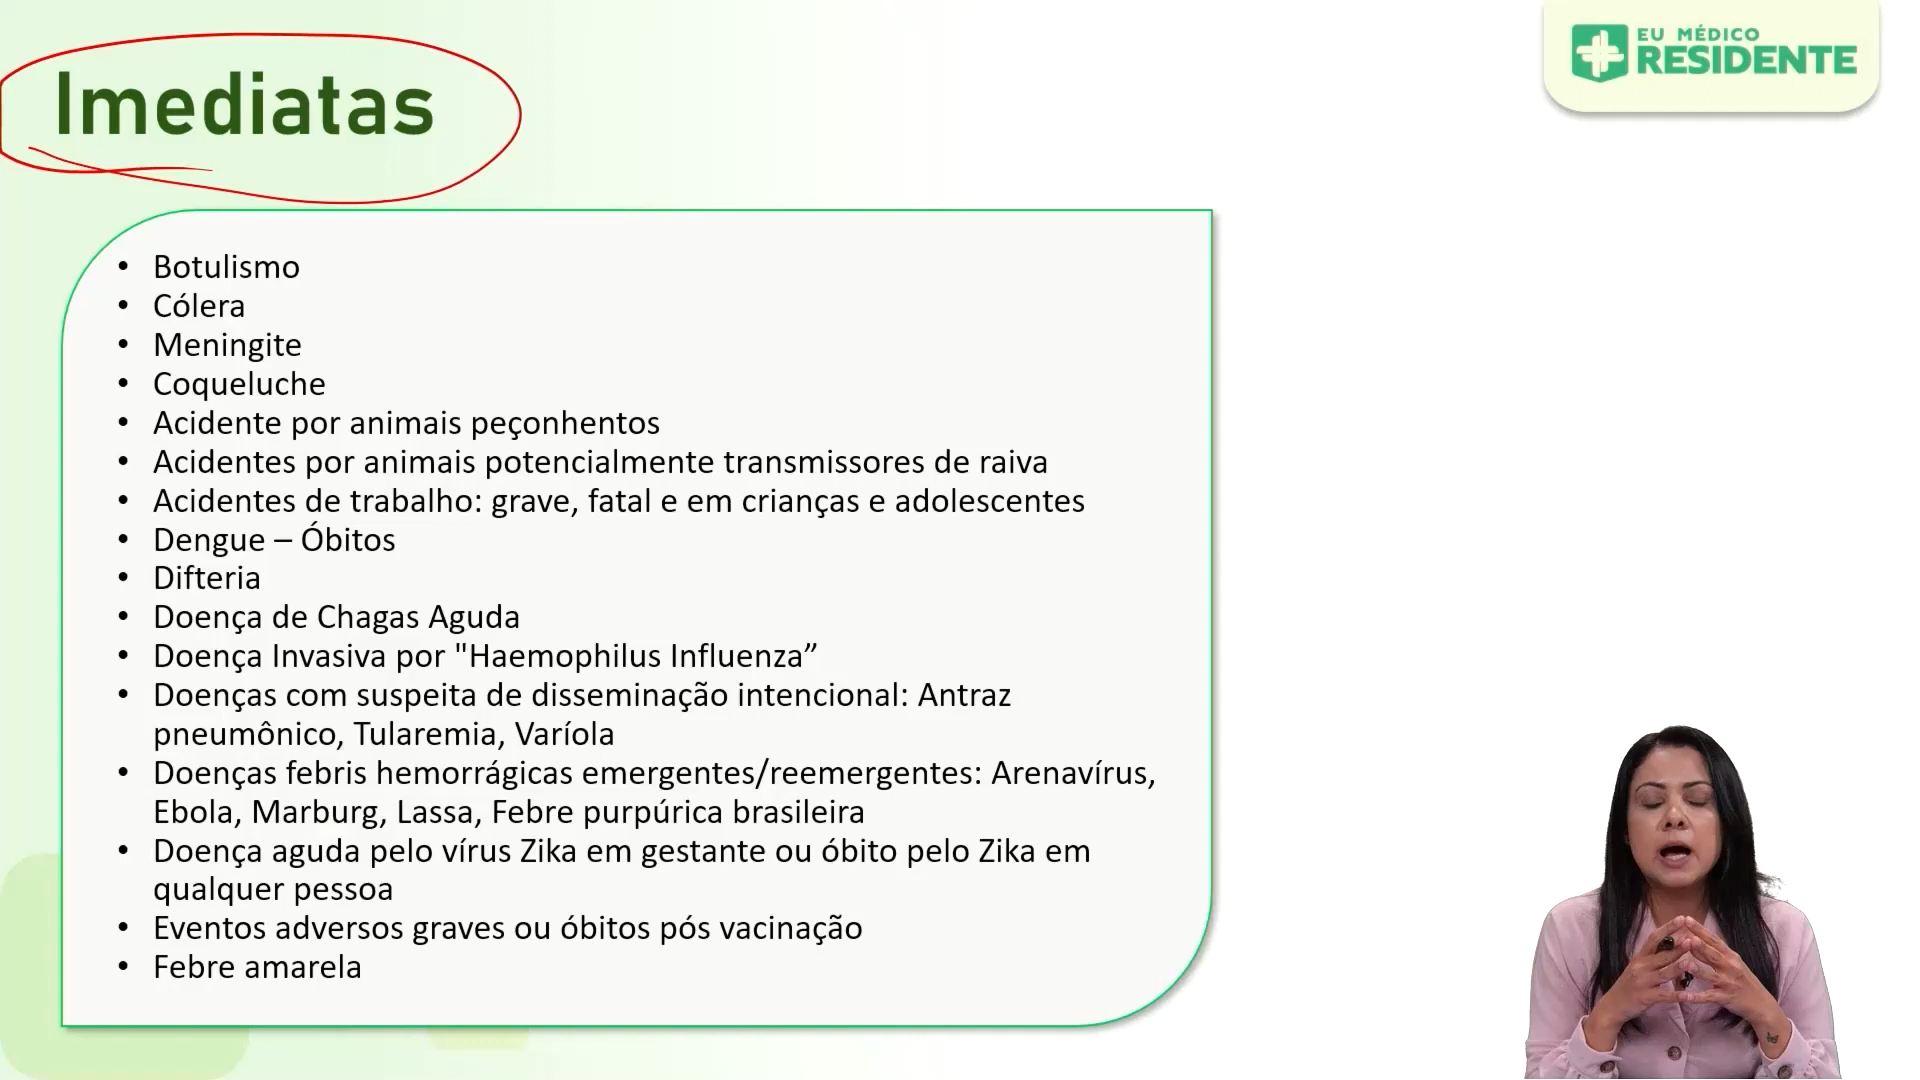 EU MÉDICO
RESIDENTE
Imediatas
• Botulismo
• Cólera
• Meningite
• Coqueluche
• Acidente por animais peçonhentos
• Acidentes por animais potencialmente transmissores de raiva
• Acidentes de trabalho: grave, fatal e em crianças e adolescentes
• Dengue – Óbitos
• Difteria
• Doença de Chagas Aguda
• Doença Invasiva por "Haemophilus Influenza”
• Doenças com suspeita de disseminação intencional: Antraz
pneumônico, Tularemia, Varíola
• Doenças febris hemorrágicas emergentes/reemergentes: Arenavírus,
Ebola, Marburg, Lassa, Febre purpúrica brasileira
• Doença aguda pelo vírus Zika em gestante ou óbito pelo Zika em
qualquer pessoa
• Eventos adversos graves ou óbitos pós vacinação
• Febre amarela